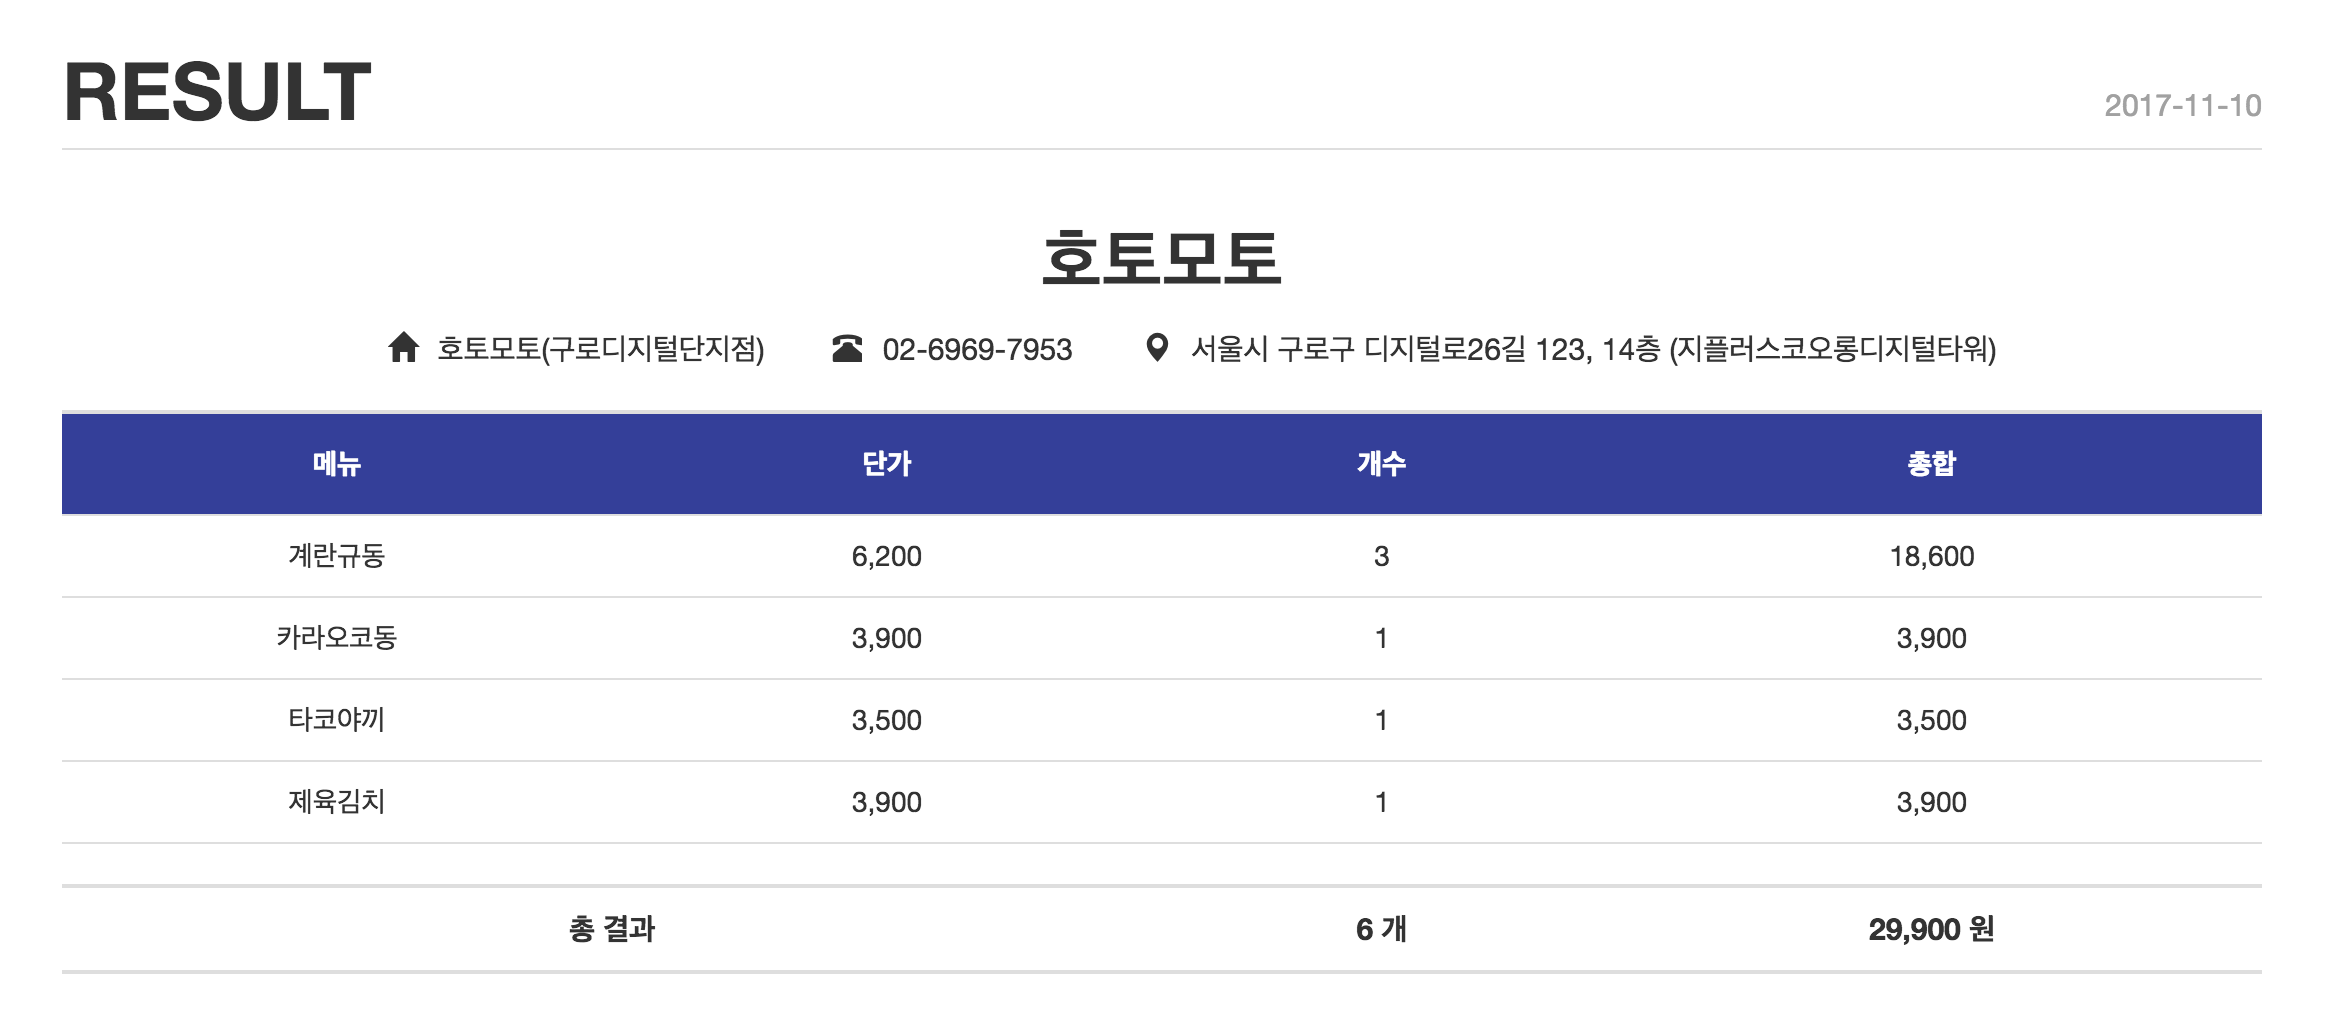 RESULT
2017-11-10
호토모토
호토모토(구로디지털단지점) 02-6969-7953 서울시 구로구 디지털로26길 123, 14층 (지플러스코오롱디지털타워)
메뉴 단가 개수 총합
계란규동 6,200 3 18,600
카라오코동 3,900 1 3,900
타코야끼 3,500 1 3,500
제육김치 3,900 1 3,900
총 결과 6 개 29,900 원